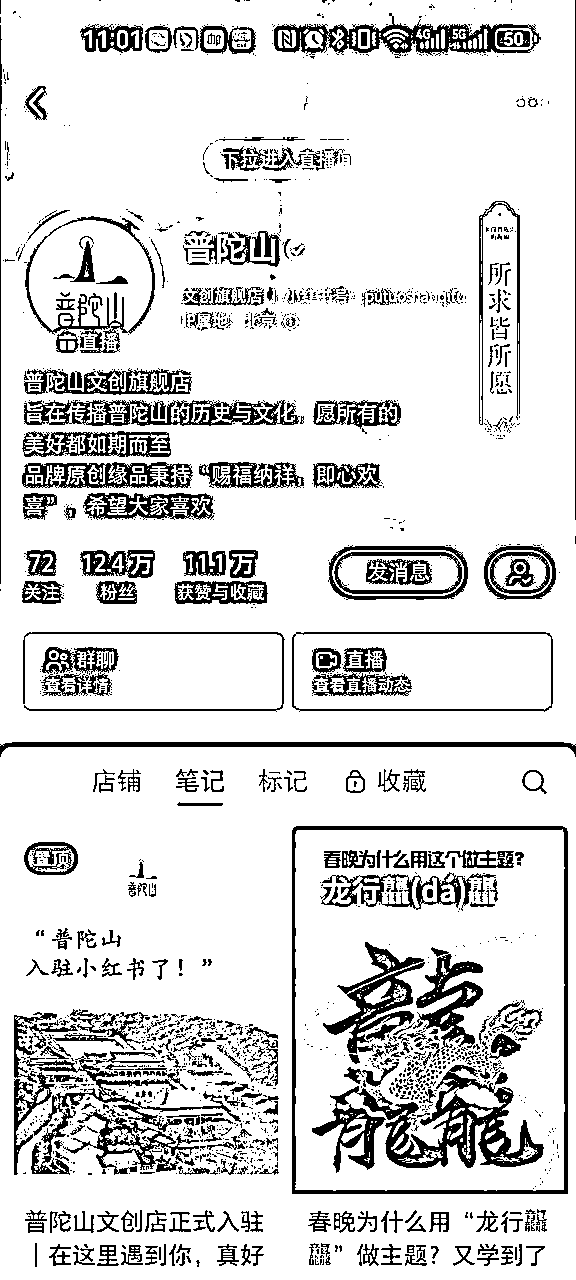 11:01
5G 5G 50
下拉进入直播间
普陀山
直播
普陀山
文创旗舰店
IP属地：北京
所求皆所愿
普陀山文创旗舰店
旨在传播普陀山的历史与文化，愿所有的
美好都如期而至
品牌原创缘品秉持“赐福纳祥，即心欢
喜”。希望大家喜欢
72 12.4万 11.1万
关注 粉丝 获赞与收藏
发消息
群聊
查看详情
直播
查看直播动态
店铺 笔记 标记 收藏
置顶
普陀山
“普陀山
入驻小红书了！”
春晚为什么用这个做主题？
龙行龘(dá)龘
龍龍龍
普陀山文创店正式入驻
｜在这里遇到你，真好
春晚为什么用“龙行龘
龘”做主题？又学到了